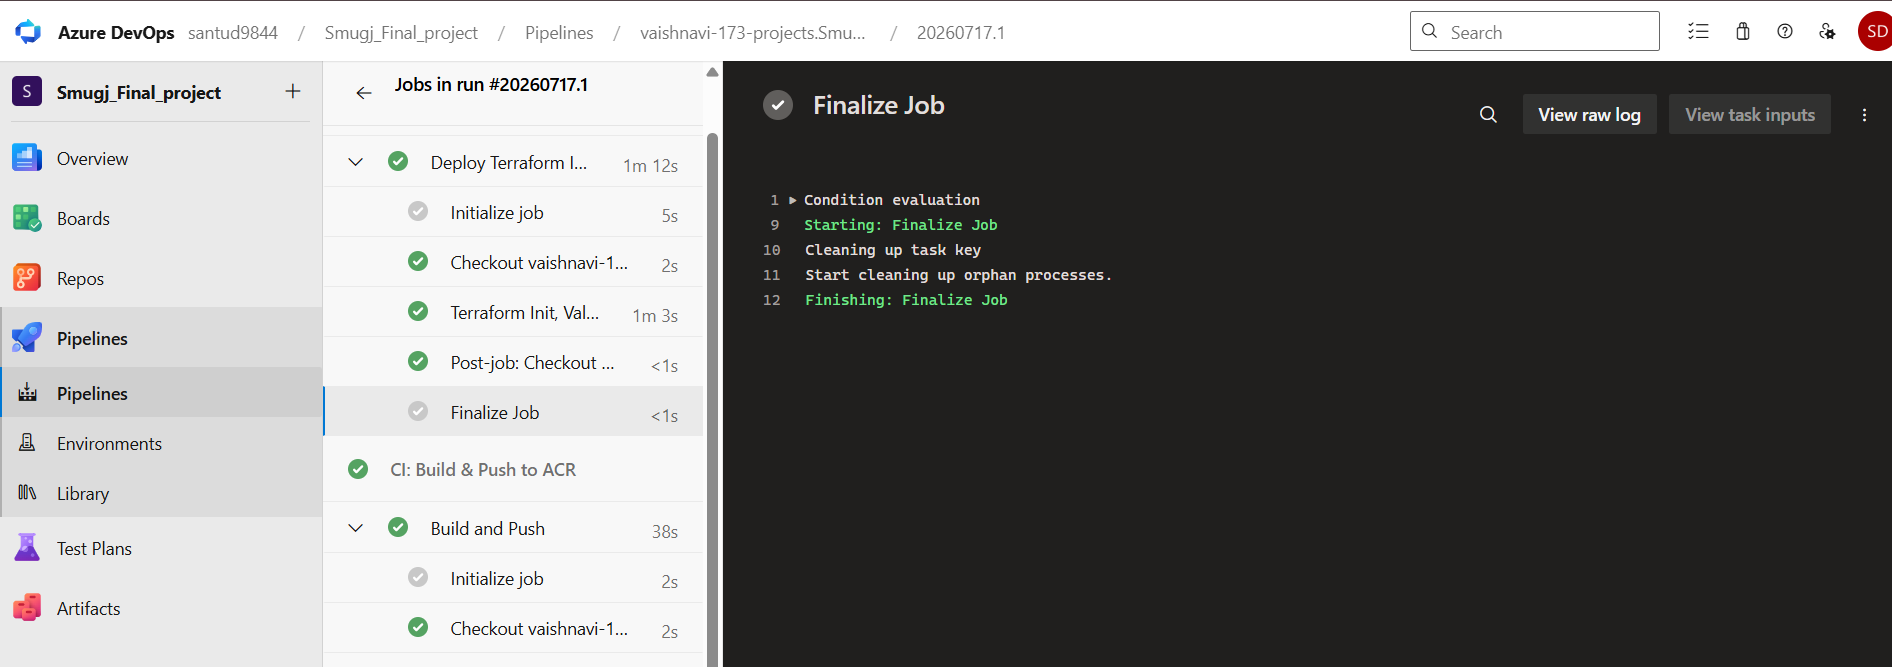 Azure DevOps santud9844 / Smugj_Final_project / Pipelines / vaishnavi-173-projects.Smu... / 20260717.1
Search
SD
S Smugj_Final_project +
Overview
Boards
Repos
Pipelines
Pipelines
Environments
Library
Test Plans
Artifacts
Jobs in run #20260717.1
Deploy Terraform I... 1m 12s
Initialize job 5s
Checkout vaishnavi-1... 2s
Terraform Init, Val... 1m 3s
Post-job: Checkout ... <1s
Finalize Job <1s
CI: Build & Push to ACR
Build and Push 38s
Initialize job 2s
Checkout vaishnavi-1... 2s
Finalize Job
View raw log
View task inputs
1 Condition evaluation
9 Starting: Finalize Job
10 Cleaning up task key
11 Start cleaning up orphan processes.
12 Finishing: Finalize Job